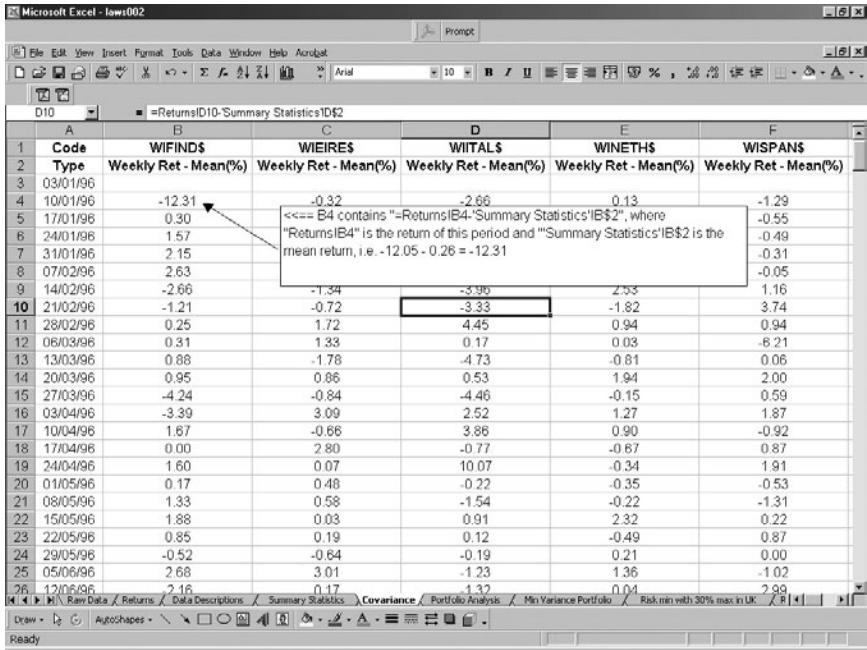 Microsoft Excel - laws002
Prompt
File Edit View Insert Format Tools Data Window Help Acrobat
Arial 10 B I U % ,
D10 =Returns!D10-'Summary Statistics'!D$2
A B C D E F
1 Code WIFIND$ WIEIRE$ WIITAL$ WINETH$ WISPAN$
2 Type Weekly Ret - Mean(%) Weekly Ret - Mean(%) Weekly Ret - Mean(%) Weekly Ret - Mean(%) Weekly Ret - Mean(%)
3 03/01/96
4 10/01/96 -12.31 -0.32 -2.66 0.13 -1.29
<<== B4 contains "=Returns!B4-'Summary Statistics'!B$2", where
"Returns!B4" is the return of this period and "'Summary Statistics'!B$2 is the
mean return, i.e. -12.05 - 0.26 = -12.31
5 17/01/96 0.30 -0.55
6 24/01/96 1.57 -0.49
7 31/01/96 2.15 -0.31
8 07/02/96 2.63 -0.05
9 14/02/96 -2.66 -1.34 -3.96 2.53 1.16
10 21/02/96 -1.21 -0.72 -3.33 -1.82 3.74
11 28/02/96 0.25 1.72 4.45 0.94 0.94
12 06/03/96 0.31 1.33 0.17 0.03 -6.21
13 13/03/96 0.88 -1.78 -4.73 -0.81 0.06
14 20/03/96 0.95 0.86 0.53 1.94 2.00
15 27/03/96 -4.24 -0.84 -4.46 -0.15 0.59
16 03/04/96 -3.39 3.09 2.52 1.27 1.87
17 10/04/96 1.67 -0.66 3.86 0.90 -0.92
18 17/04/96 0.00 2.80 -0.77 -0.67 0.87
19 24/04/96 1.60 0.07 10.07 -0.34 1.91
20 01/05/96 0.17 0.48 -0.22 -0.35 -0.53
21 08/05/96 1.33 0.58 -1.54 -0.22 -1.31
22 15/05/96 1.88 0.03 0.91 2.32 0.22
23 22/05/96 0.85 0.19 0.12 -0.49 0.87
24 29/05/96 -0.52 -0.64 -0.19 0.21 0.00
25 05/06/96 2.68 3.01 -1.23 1.36 -1.02
26 12/06/96 -2.16 0.17 -1.32 0.04 2.99
Raw Data Returns Data Descriptions Summary Statistics Covariance Portfolio Analysis Min Variance Portfolio Risk min with 30% max in UK
Draw AutoShapes
Ready